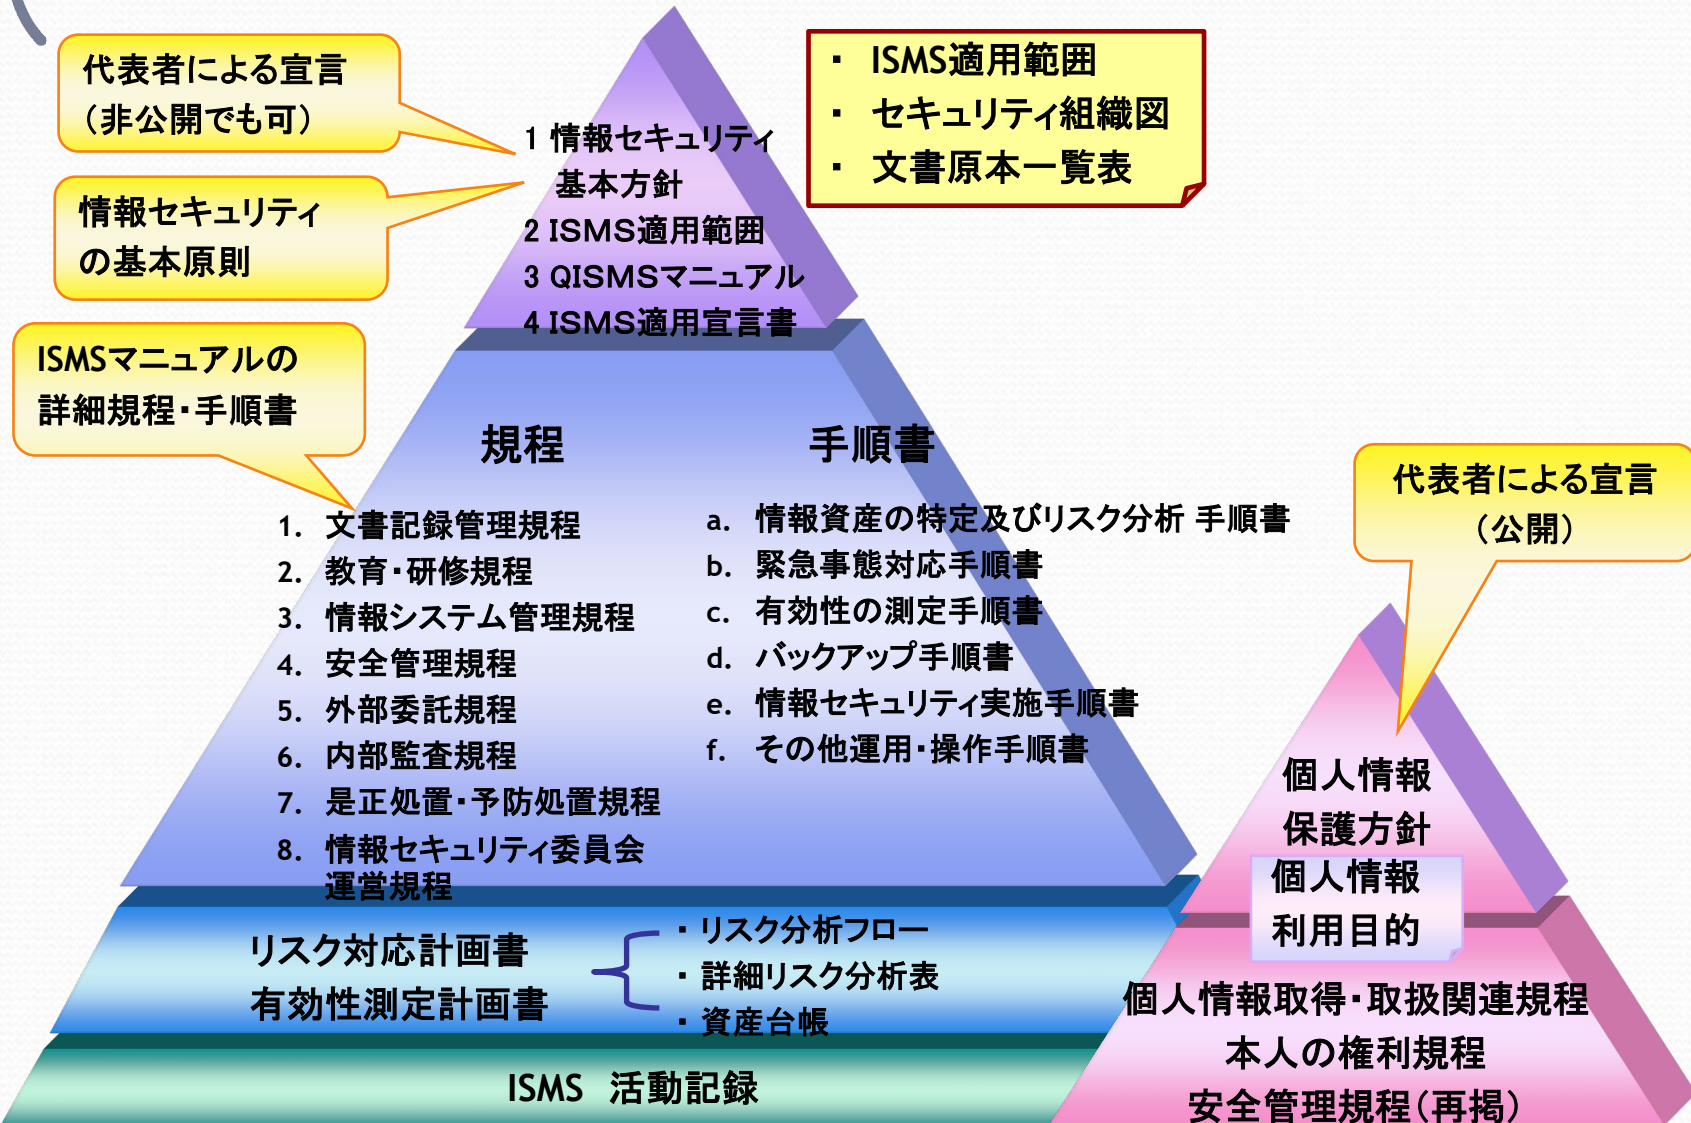 代表者による宣言
（非公開でも可）
情報セキュリティ
の基本原則
・ ISMS適用範囲
・ セキュリティ組織図
・ 文書原本一覧表
1 情報セキュリティ
基本方針
2 ISMS適用範囲
3 QISMSマニュアル
4 ISMS適用宣言書
ISMSマニュアルの
詳細規程・手順書
規程
1. 文書記録管理規程
2. 教育・研修規程
3. 情報システム管理規程
4. 安全管理規程
5. 外部委託規程
6. 内部監査規程
7. 是正処置・予防処置規程
8. 情報セキュリティ委員会
運営規程
手順書
a. 情報資産の特定及びリスク分析 手順書
b. 緊急事態対応手順書
c. 有効性の測定手順書
d. バックアップ手順書
e. 情報セキュリティ実施手順書
f. その他運用・操作手順書
リスク対応計画書
有効性測定計画書
・リスク分析フロー
・詳細リスク分析表
・資産台帳
ISMS 活動記録
代表者による宣言
（公開）
個人情報
保護方針
個人情報
利用目的
個人情報取得・取扱関連規程
本人の権利規程
安全管理規程（再掲）